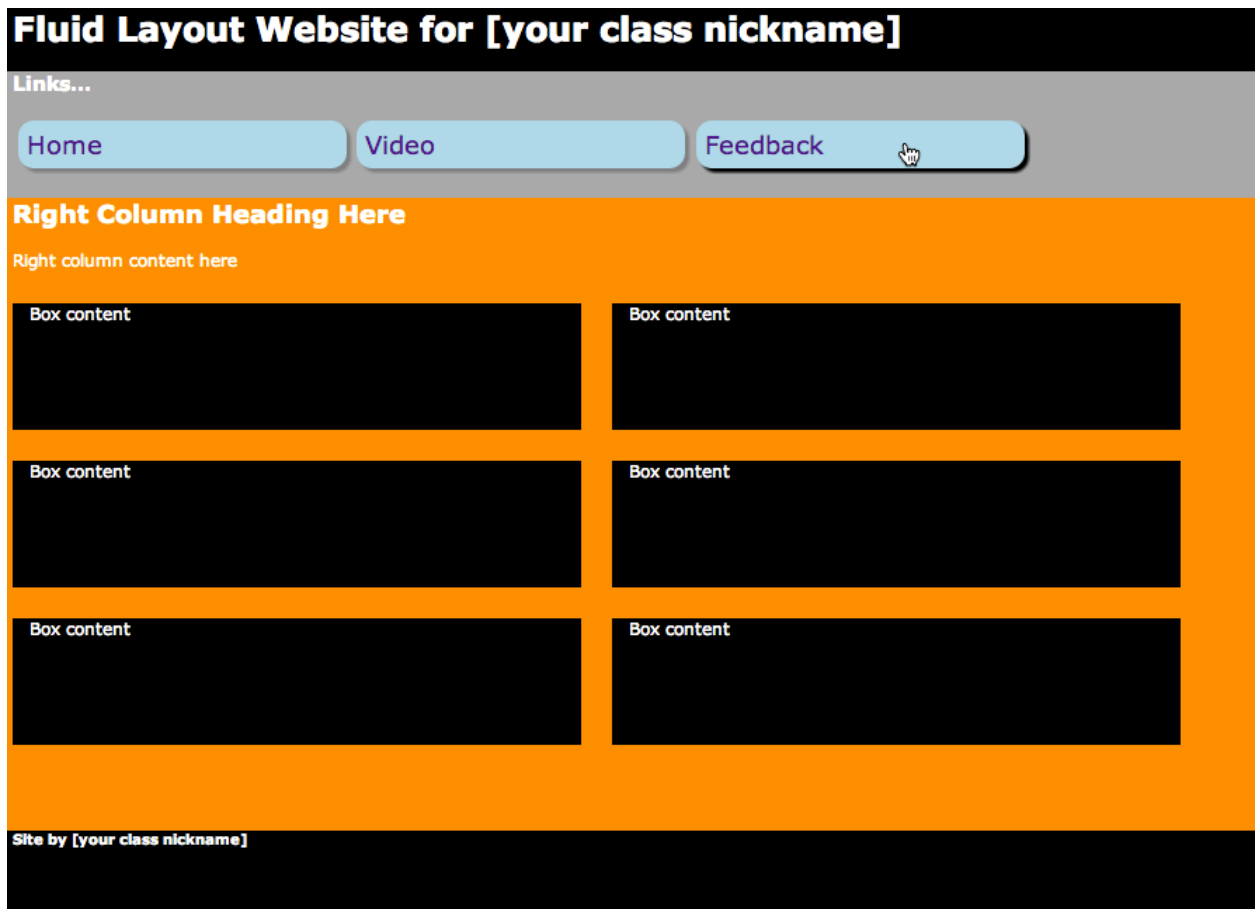 Fluid Layout Website for [your class nickname]
Links...
Home Video Feedback
Right Column Heading Here
Right column content here
Box content Box content
Box content Box content
Box content Box content
Site by [your class nickname]